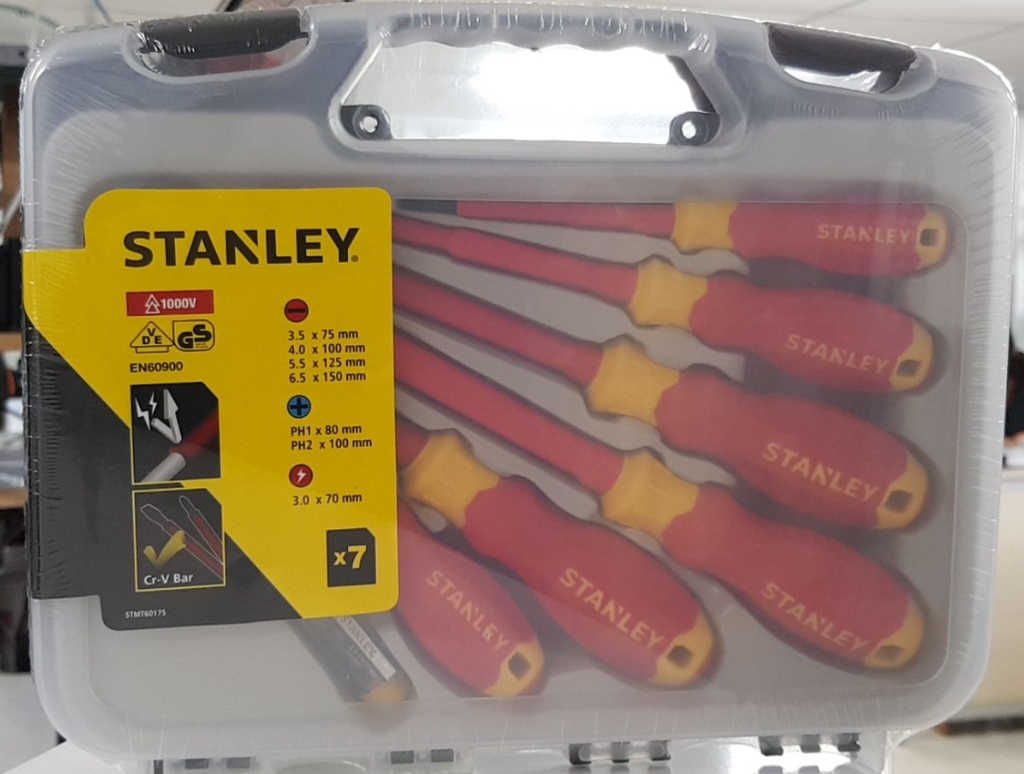 STANLEY®
1000V
VDE GS
EN60900
3.5 x 75 mm
4.0 x 100 mm
5.5 x 125 mm
6.5 x 150 mm
PH1 x 80 mm
PH2 x 100 mm
3.0 x 70 mm
x7
Cr-V Bar
STMT60175
STANLEY
STANLEY
STANLEY
STANLEY
STANLEY
STANLEY
STANLEY